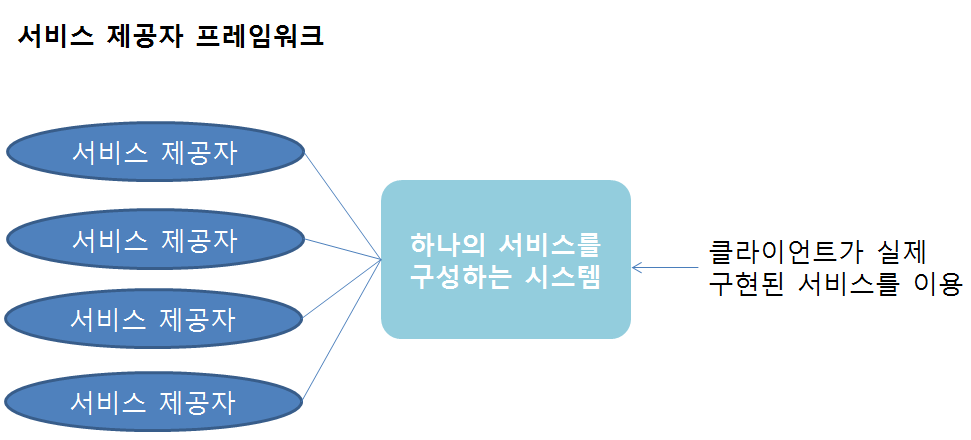 서비스 제공자 프레임워크
서비스 제공자
서비스 제공자
서비스 제공자
서비스 제공자
하나의 서비스를
구성하는 시스템
클라이언트가 실제
구현된 서비스를 이용